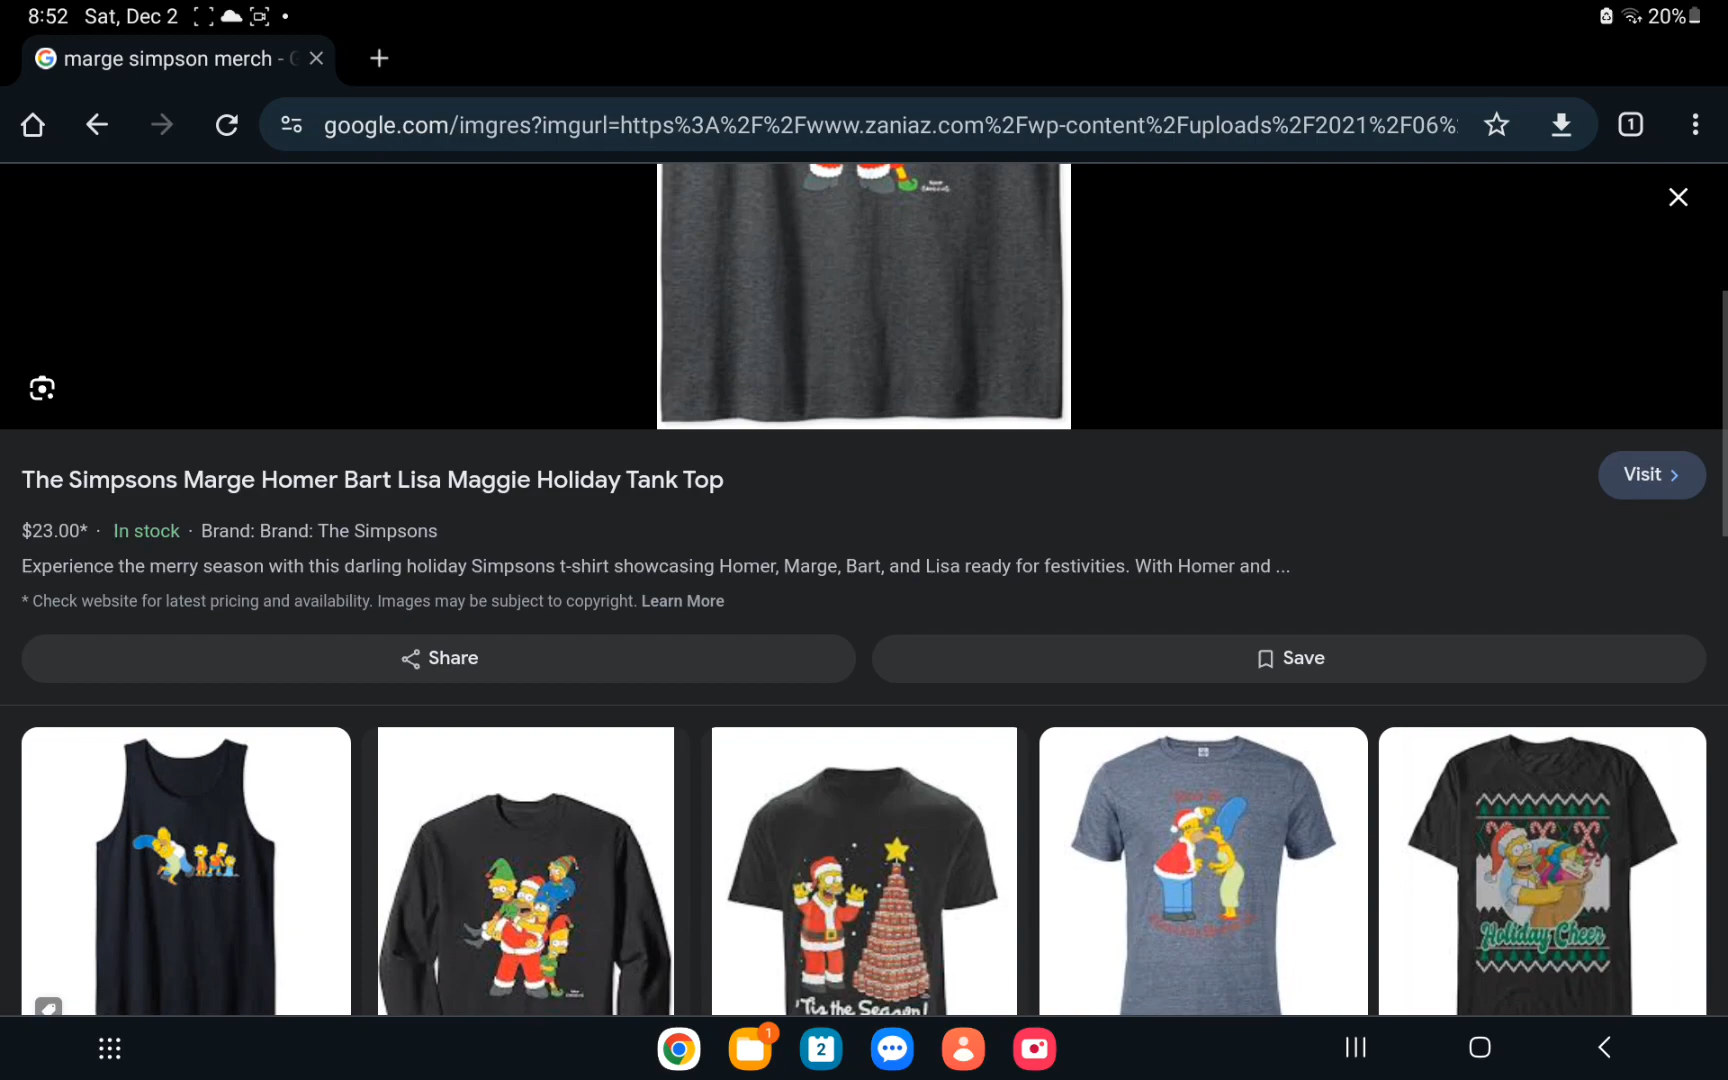 8:52 Sat, Dec 2
20%
marge simpson merch -
google.com/imgres?imgurl=https%3A%2F%2Fwww.zaniaz.com%2Fwp-content%2Fuploads%2F2021%2F06%
1
The Simpsons Marge Homer Bart Lisa Maggie Holiday Tank Top
Visit
$23.00* · In stock · Brand: Brand: The Simpsons
Experience the merry season with this darling holiday Simpsons t-shirt showcasing Homer, Marge, Bart, and Lisa ready for festivities. With Homer and ...
* Check website for latest pricing and availability. Images may be subject to copyright. Learn More
Share
Save
'Tis the Season!
Holiday Cheer
1
2